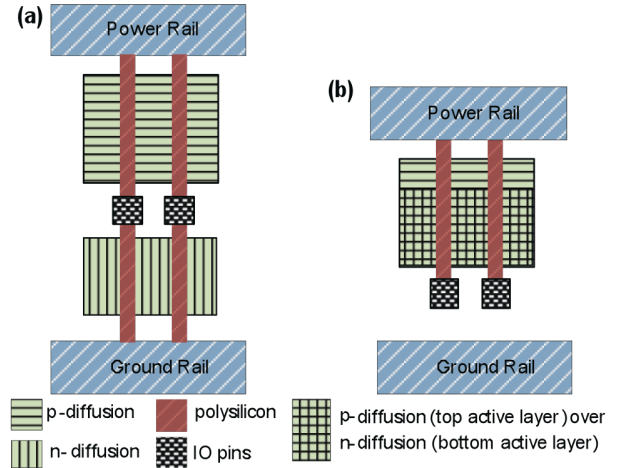 (a)
Power Rail
Ground Rail
(b)
Power Rail
Ground Rail
p-diffusion
polysilicon
n- diffusion
IO pins
p-diffusion (top active layer) over
n-diffusion (bottom active layer)